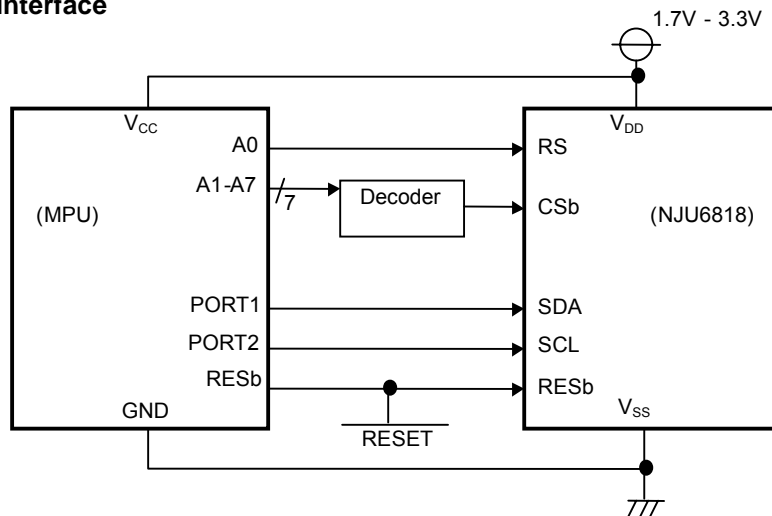 Interface
1.7V - 3.3V
VCC
VDD
A0
RS
A1-A7
7
Decoder
CSb
(MPU)
(NJU6818)
PORT1
SDA
PORT2
SCL
RESb
RESb
GND
VSS
RESET